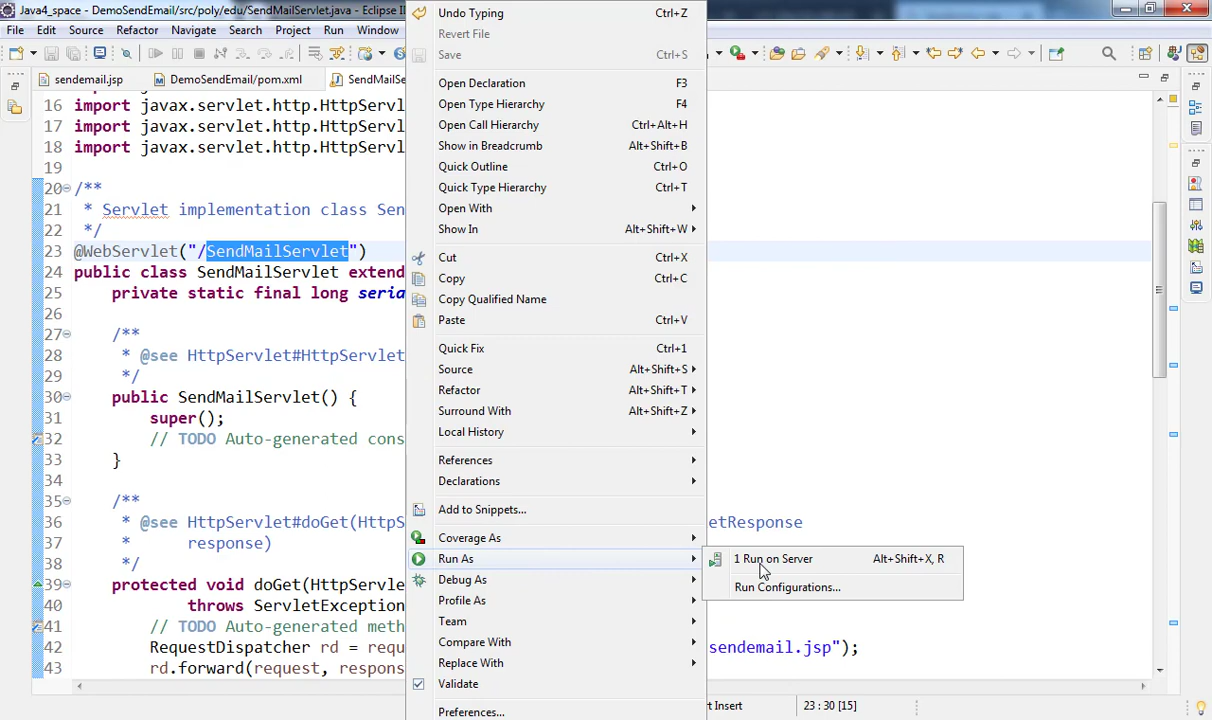 Java4_space - DemoSendEmail/src/poly/edu/SendMailServlet.java - Eclipse I
File Edit Source Refactor Navigate Search Project Run Window
sendemail.jsp DemoSendEmail/pom.xml SendMailSe
16 import javax.servlet.http.HttpServl
17 import javax.servlet.http.HttpServl
18 import javax.servlet.http.HttpServl
19
20 /**
21 * Servlet implementation class Sen
22 */
23 @WebServlet("/SendMailServlet")
24 public class SendMailServlet extend
25 private static final long seria
26
27 /**
28 * @see HttpServlet#HttpServlet
29 */
30 public SendMailServlet() {
31 super();
32 // TODO Auto-generated cons
33 }
34
35 /**
36 * @see HttpServlet#doGet(HttpS etResponse
37 * response)
38 */
39 protected void doGet(HttpServl
40 throws ServletException
41 // TODO Auto-generated meth
42 RequestDispatcher rd = requ sendemail.jsp");
43 rd.forward(request, respons
Undo Typing Ctrl+Z
Revert File
Save Ctrl+S
Open Declaration F3
Open Type Hierarchy F4
Open Call Hierarchy Ctrl+Alt+H
Show in Breadcrumb Alt+Shift+B
Quick Outline Ctrl+O
Quick Type Hierarchy Ctrl+T
Open With
Show In Alt+Shift+W
Cut Ctrl+X
Copy Ctrl+C
Copy Qualified Name
Paste Ctrl+V
Quick Fix Ctrl+1
Source Alt+Shift+S
Refactor Alt+Shift+T
Surround With Alt+Shift+Z
Local History
References
Declarations
Add to Snippets...
Coverage As
Run As
Debug As
Profile As
Team
Compare With
Replace With
Validate
Preferences...
1 Run on Server Alt+Shift+X, R
Run Configurations...
t Insert 23 : 30 [15]